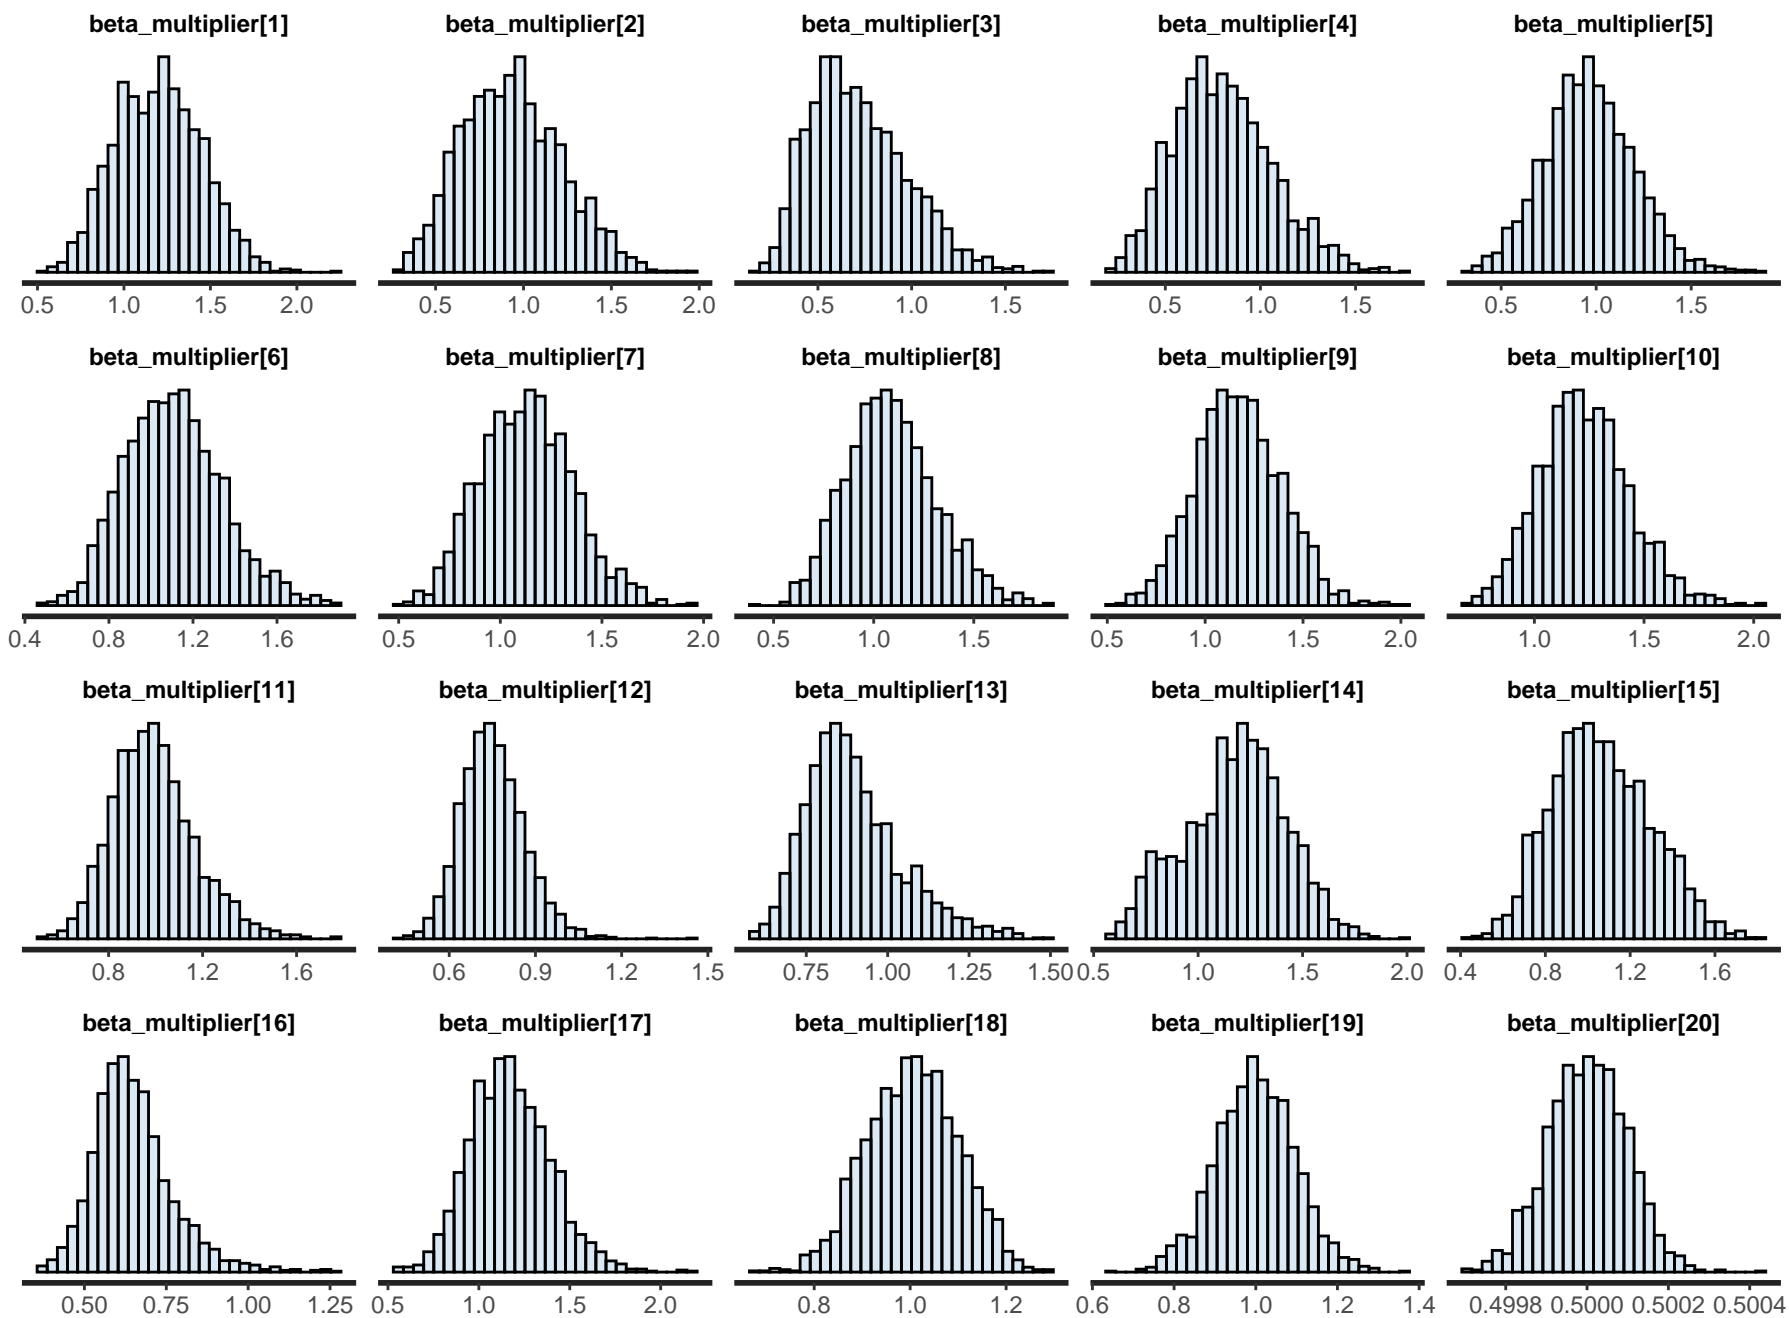 beta_multiplier[1] beta_multiplier[2] beta_multiplier[3] beta_multiplier[4] beta_multiplier[5]
0.5 1.0 1.5 2.0 0.5 1.0 1.5 2.0 0.5 1.0 1.5 0.5 1.0 1.5 0.5 1.0 1.5
beta_multiplier[6] beta_multiplier[7] beta_multiplier[8] beta_multiplier[9] beta_multiplier[10]
0.4 0.8 1.2 1.6 0.5 1.0 1.5 2.0 0.5 1.0 1.5 0.5 1.0 1.5 2.0 1.0 1.5 2.0
beta_multiplier[11] beta_multiplier[12] beta_multiplier[13] beta_multiplier[14] beta_multiplier[15]
0.8 1.2 1.6 0.6 0.9 1.2 1.5 0.75 1.00 1.25 1.50 0.5 1.0 1.5 2.0 0.4 0.8 1.2 1.6
beta_multiplier[16] beta_multiplier[17] beta_multiplier[18] beta_multiplier[19] beta_multiplier[20]
0.50 0.75 1.00 1.25 0.5 1.0 1.5 2.0 0.8 1.0 1.2 0.6 0.8 1.0 1.2 1.4 0.4998 0.5000 0.5002 0.5004